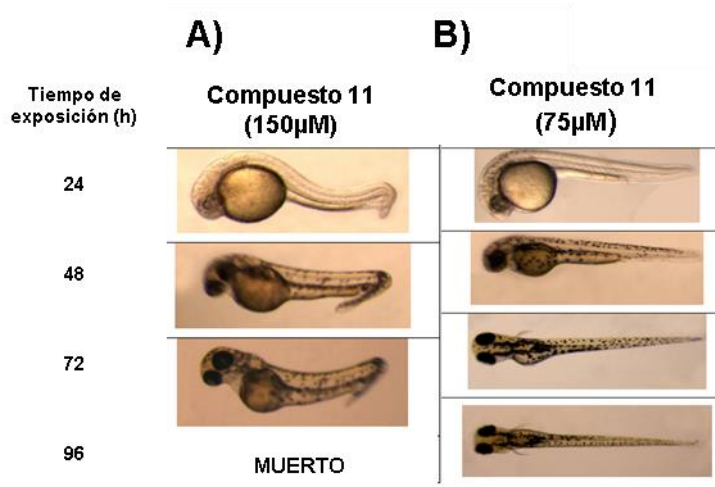 A)
B)
Tiempo de
exposición (h)
Compuesto 11
(150µM)
Compuesto 11
(75µM)
24
48
72
96
MUERTO